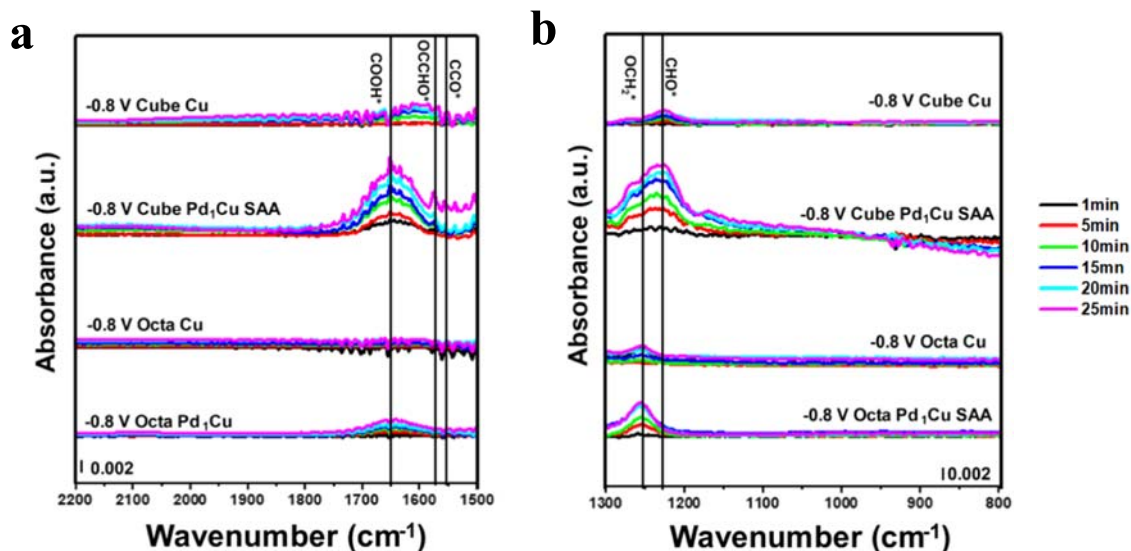 a
COOH*
OCCHO*
CCO*
-0.8 V Cube Cu
-0.8 V Cube Pd₁Cu SAA
-0.8 V Octa Cu
-0.8 V Octa Pd₁Cu
0.002
Absorbance (a.u.)
2200 2100 2000 1900 1800 1700 1600 1500
Wavenumber (cm⁻¹)
b
OCH₂*
CHO*
-0.8 V Cube Cu
-0.8 V Cube Pd₁Cu SAA
-0.8 V Octa Cu
-0.8 V Octa Pd₁Cu SAA
0.002
Absorbance (a.u.)
1300 1200 1100 1000 900 800
Wavenumber (cm⁻¹)
1min
5min
10min
15mn
20min
25min